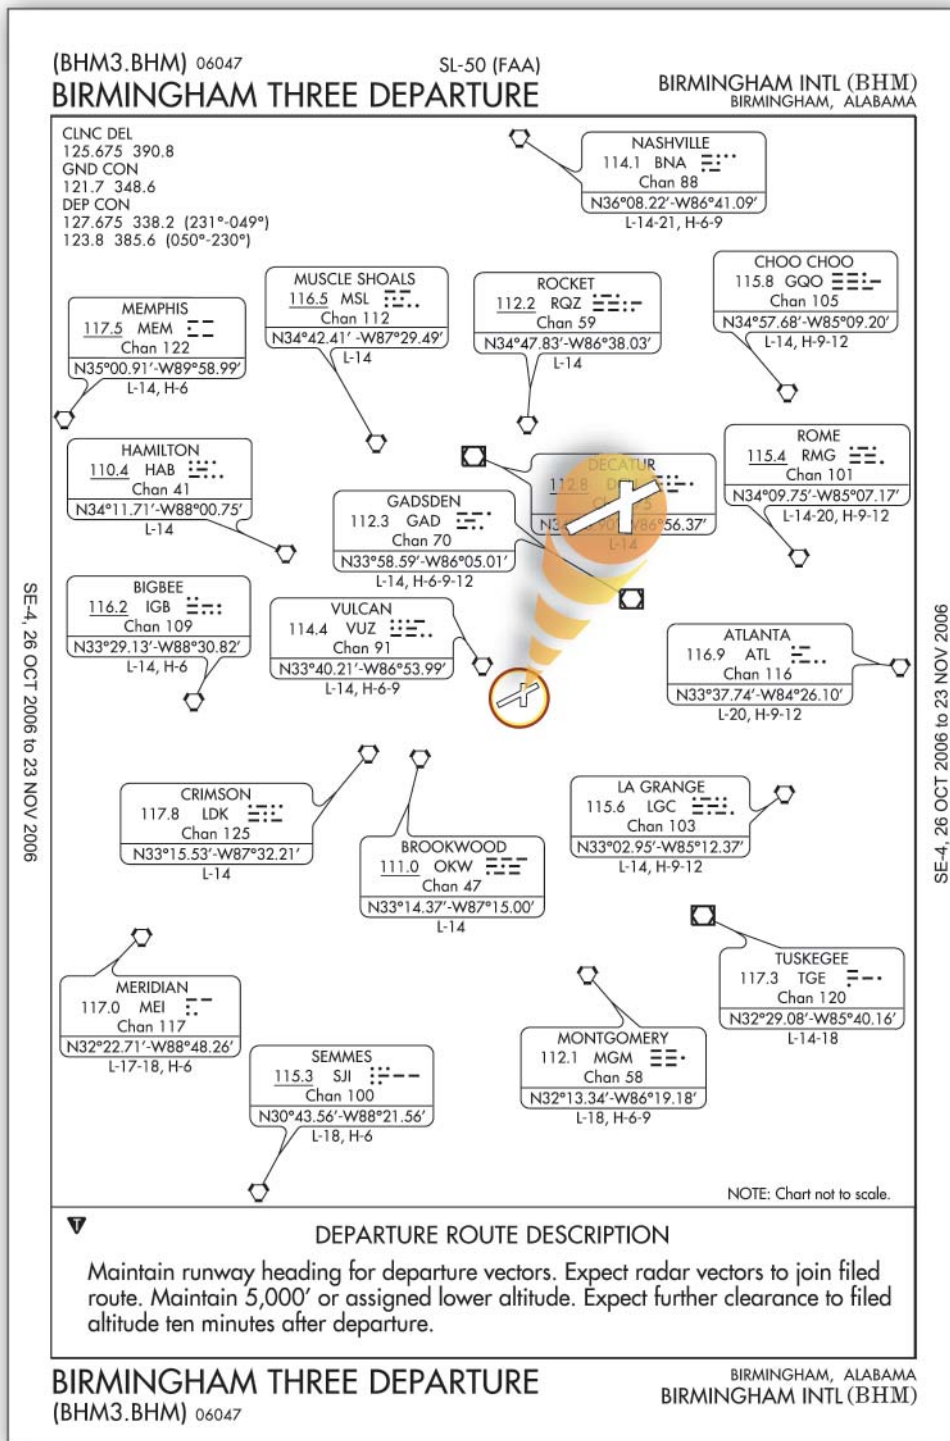 (BHM3.BHM) 06047
SL-50 (FAA)
BIRMINGHAM THREE DEPARTURE
BIRMINGHAM INTL (BHM)
BIRMINGHAM, ALABAMA
CLNC DEL
125.675 390.8
GND CON
121.7 348.6
DEP CON
127.675 338.2 (231°-049°)
123.8 385.6 (050°-230°)
NASHVILLE
114.1 BNA
Chan 88
N36°08.22'-W86°41.09'
L-14-21, H-6-9
CHOO CHOO
115.8 GQO
Chan 105
N34°57.68'-W85°09.20'
L-14, H-9-12
MUSCLE SHOALS
116.5 MSL
Chan 112
N34°42.41' -W87°29.49'
L-14
ROCKET
112.2 RQZ
Chan 59
N34°47.83'-W86°38.03'
L-14
MEMPHIS
117.5 MEM
Chan 122
N35°00.91'-W89°58.99'
L-14, H-6
HAMILTON
110.4 HAB
Chan 41
N34°11.71'-W88°00.75'
L-14
DECATUR
112.8
W86°56.37'
L-14
ROME
115.4 RMG
Chan 101
N34°09.75'-W85°07.17'
L-14-20, H-9-12
GADSDEN
112.3 GAD
Chan 70
N33°58.59'-W86°05.01'
L-14, H-6-9-12
BIGBEE
116.2 IGB
Chan 109
N33°29.13'-W88°30.82'
L-14, H-6
VULCAN
114.4 VUZ
Chan 91
N33°40.21'-W86°53.99'
L-14, H-6-9
ATLANTA
116.9 ATL
Chan 116
N33°37.74'-W84°26.10'
L-20, H-9-12
CRIMSON
117.8 LDK
Chan 125
N33°15.53'-W87°32.21'
L-14
BROOKWOOD
111.0 OKW
Chan 47
N33°14.37'-W87°15.00'
L-14
LA GRANGE
115.6 LGC
Chan 103
N33°02.95'-W85°12.37'
L-14, H-9-12
MERIDIAN
117.0 MEI
Chan 117
N32°22.71'-W88°48.26'
L-17-18, H-6
TUSKEGEE
117.3 TGE
Chan 120
N32°29.08'-W85°40.16'
L-14-18
SEMMES
115.3 SJI
Chan 100
N30°43.56'-W88°21.56'
L-18, H-6
MONTGOMERY
112.1 MGM
Chan 58
N32°13.34'-W86°19.18'
L-18, H-6-9
SE-4, 26 OCT 2006 to 23 NOV 2006
SE-4, 26 OCT 2006 to 23 NOV 2006
NOTE: Chart not to scale.
T
DEPARTURE ROUTE DESCRIPTION
Maintain runway heading for departure vectors. Expect radar vectors to join filed
route. Maintain 5,000' or assigned lower altitude. Expect further clearance to filed
altitude ten minutes after departure.
BIRMINGHAM THREE DEPARTURE
(BHM3.BHM) 06047
BIRMINGHAM, ALABAMA
BIRMINGHAM INTL (BHM)